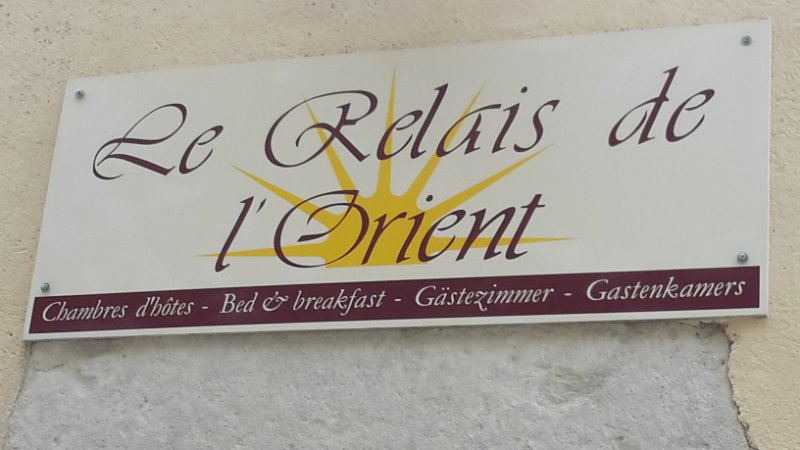 Le Relais de
l'Orient
Chambres d'hôtes - Bed & breakfast - Gästezimmer - Gastenkamers